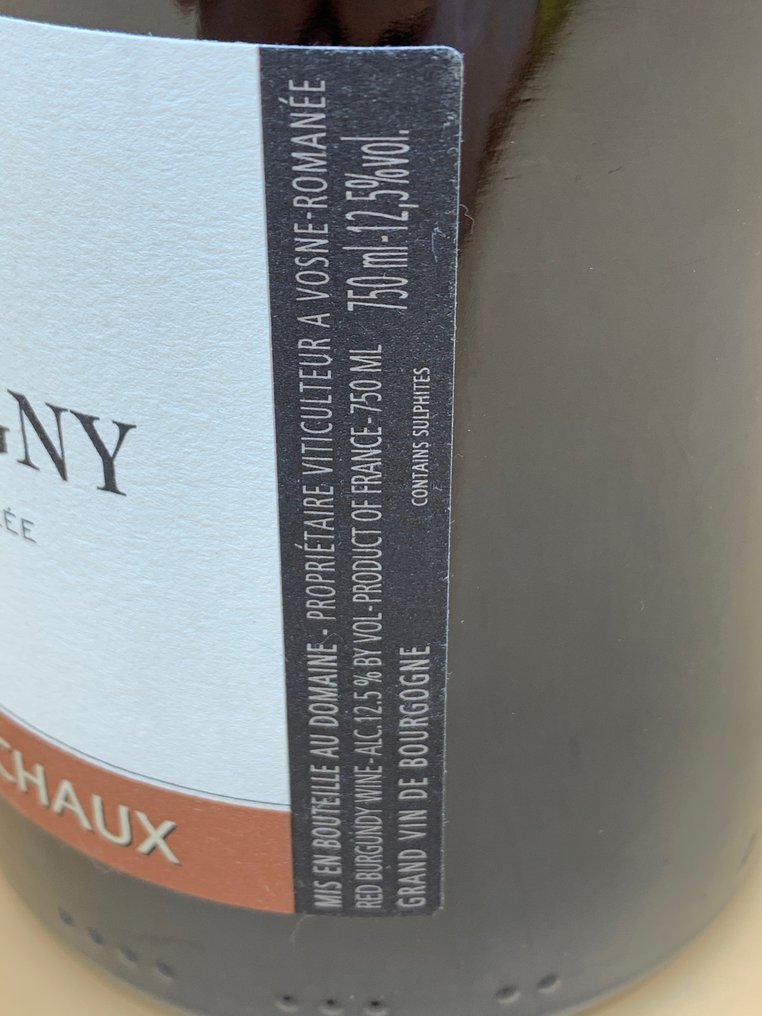 GNY
ÉE
CHAUX
MIS EN BOUTEILLE AU DOMAINE - PROPRIÉTAIRE VITICULTEUR A VOSNE-ROMANÉE
RED BURGUNDY WINE-ALC.12.5 % BY VOL-PRODUCT OF FRANCE-750 ML 750 ml-12,5%vol.
GRAND VIN DE BOURGOGNE CONTAINS SULPHITES